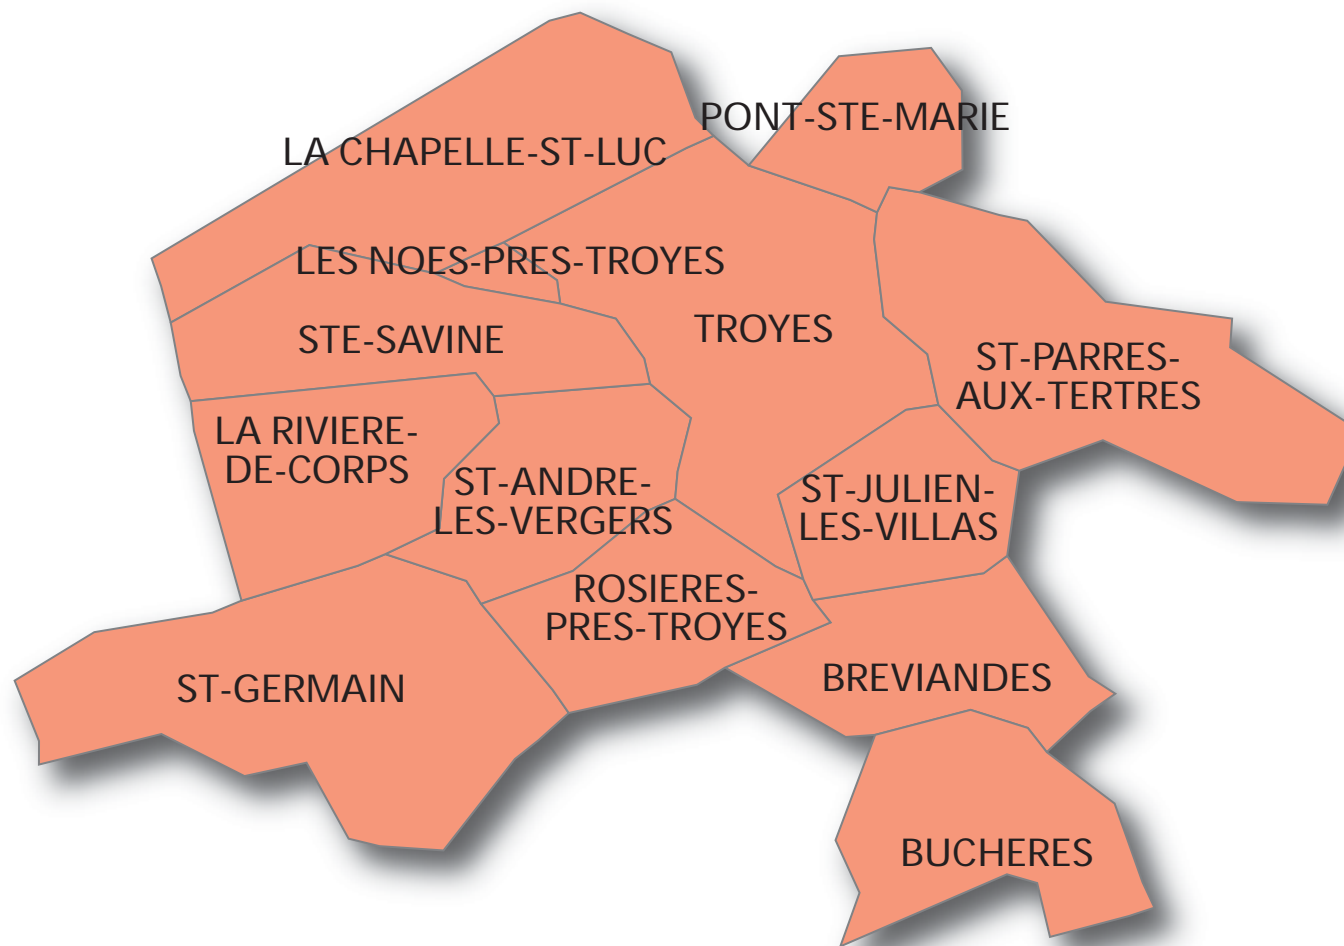 PONT-STE-MARIE
LA CHAPELLE-ST-LUC
LES NOES-PRES-TROYES
TROYES
STE-SAVINE
ST-PARRES-
AUX-TERTRES
LA RIVIERE-
DE-CORPS
ST-ANDRE-
LES-VERGERS
ST-JULIEN-
LES-VILLAS
ROSIERES-
PRES-TROYES
BREVIANDES
ST-GERMAIN
BUCHERES